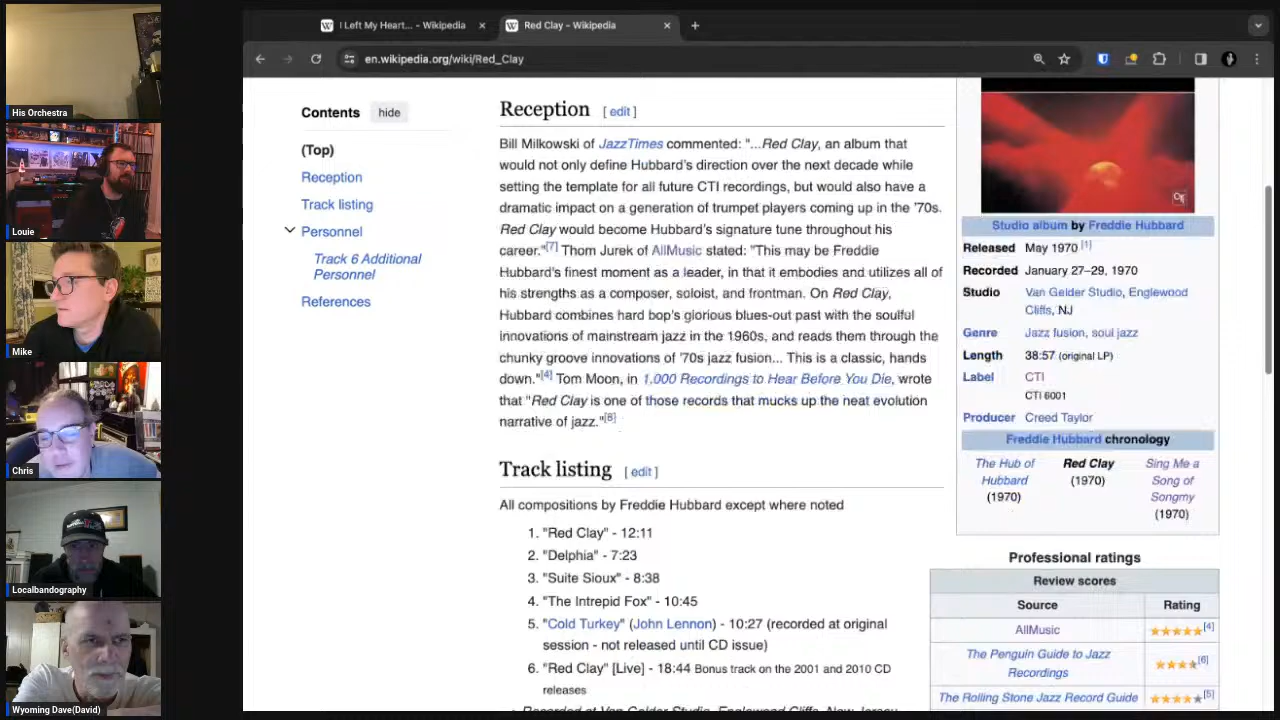 I Left My Heart... - Wikipedia
Red Clay - Wikipedia
en.wikipedia.org/wiki/Red_Clay
His Orchestra
Louie
Mike
Chris
Localbandography
Wyoming Dave(David)
Contents hide
(Top)
Reception
Track listing
Personnel
Track 6 Additional
Personnel
References
Reception [ edit ]
Bill Milkowski of JazzTimes commented: "...Red Clay, an album that
would not only define Hubbard's direction over the next decade while
setting the template for all future CTI recordings, but would also have a
dramatic impact on a generation of trumpet players coming up in the '70s.
Red Clay would become Hubbard's signature tune throughout his
career."[7] Thom Jurek of AllMusic stated: "This may be Freddie
Hubbard's finest moment as a leader, in that it embodies and utilizes all of
his strengths as a composer, soloist, and frontman. On Red Clay,
Hubbard combines hard bop's glorious blues-out past with the soulful
innovations of mainstream jazz in the 1960s, and reads them through the
chunky groove innovations of '70s jazz fusion... This is a classic, hands
down."[4] Tom Moon, in 1,000 Recordings to Hear Before You Die, wrote
that "Red Clay is one of those records that mucks up the neat evolution
narrative of jazz."[8]
Track listing [ edit ]
All compositions by Freddie Hubbard except where noted
1. "Red Clay" - 12:11
2. "Delphia" - 7:23
3. "Suite Sioux" - 8:38
4. "The Intrepid Fox" - 10:45
5. "Cold Turkey" (John Lennon) - 10:27 (recorded at original
session - not released until CD issue)
6. "Red Clay" [Live] - 18:44 Bonus track on the 2001 and 2010 CD
releases
Recorded at Van Gelder Studio, Englewood Cliffs, New Jersey
Studio album by Freddie Hubbard
Released May 1970 [1]
Recorded January 27–29, 1970
Studio Van Gelder Studio, Englewood
Cliffs, NJ
Genre Jazz fusion, soul jazz
Length 38:57 (original LP)
Label CTI
CTI 6001
Producer Creed Taylor
Freddie Hubbard chronology
The Hub of
Hubbard
(1970)
Red Clay
(1970)
Sing Me a
Song of
Songmy
(1970)
Professional ratings
Review scores
Source Rating
AllMusic [4]
The Penguin Guide to Jazz
Recordings [6]
The Rolling Stone Jazz Record Guide [5]